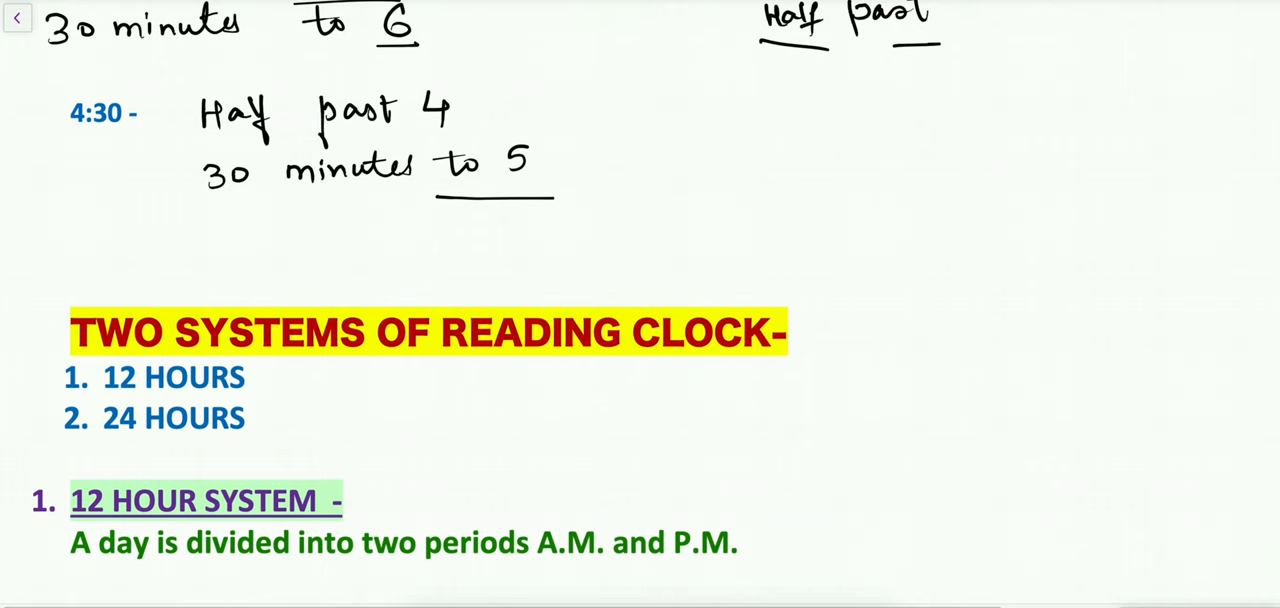 30 minutes to 6
Half past
4:30 - Half past 4
30 minutes to 5
TWO SYSTEMS OF READING CLOCK-
1. 12 HOURS
2. 24 HOURS
1. 12 HOUR SYSTEM -
A day is divided into two periods A.M. and P.M.